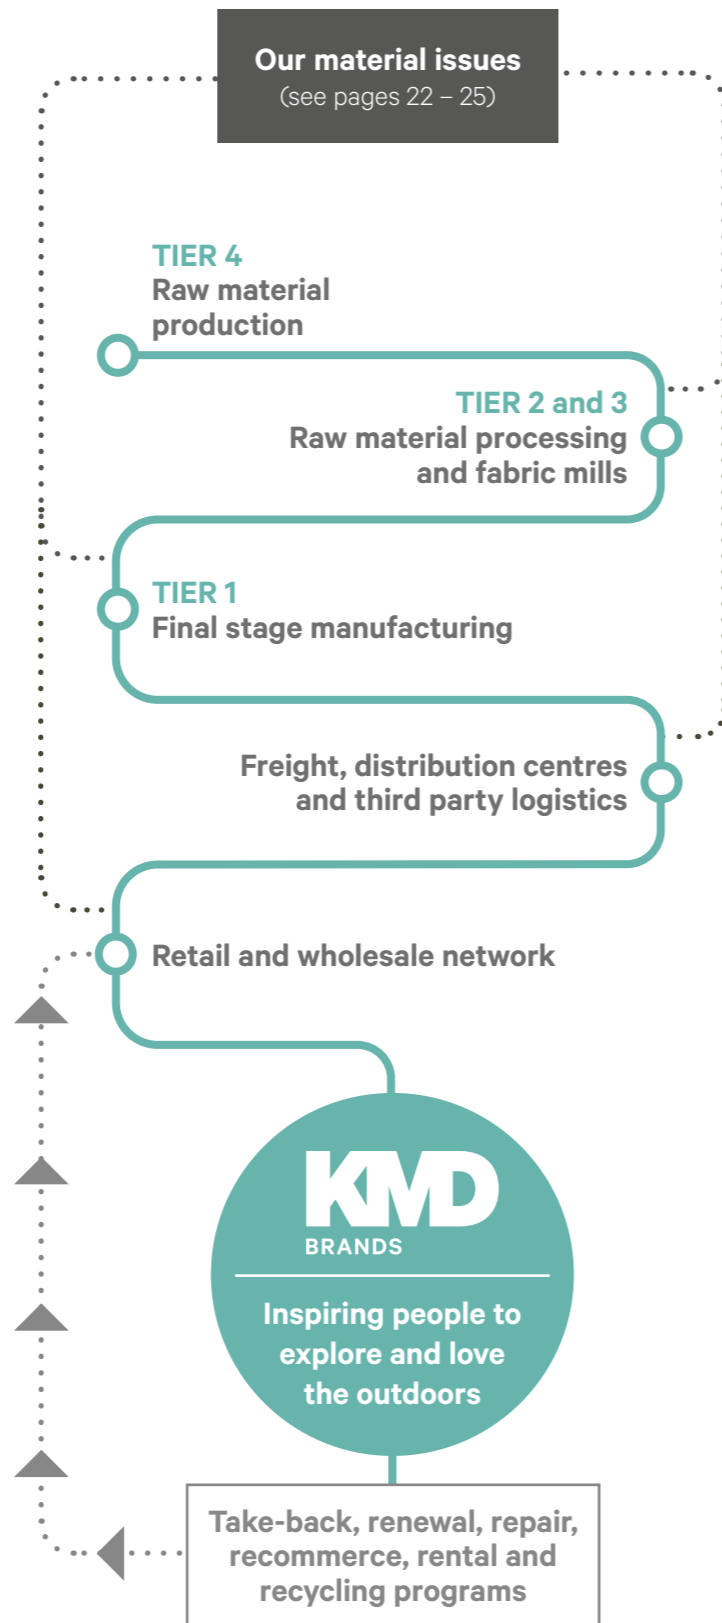 Our material issues
(see pages 22 – 25)
TIER 4
Raw material
production
TIER 2 and 3
Raw material processing
and fabric mills
TIER 1
Final stage manufacturing
Freight, distribution centres
and third party logistics
Retail and wholesale network
KMD
BRANDS
Inspiring people to
explore and love
the outdoors
Take-back, renewal, repair,
recommerce, rental and
recycling programs